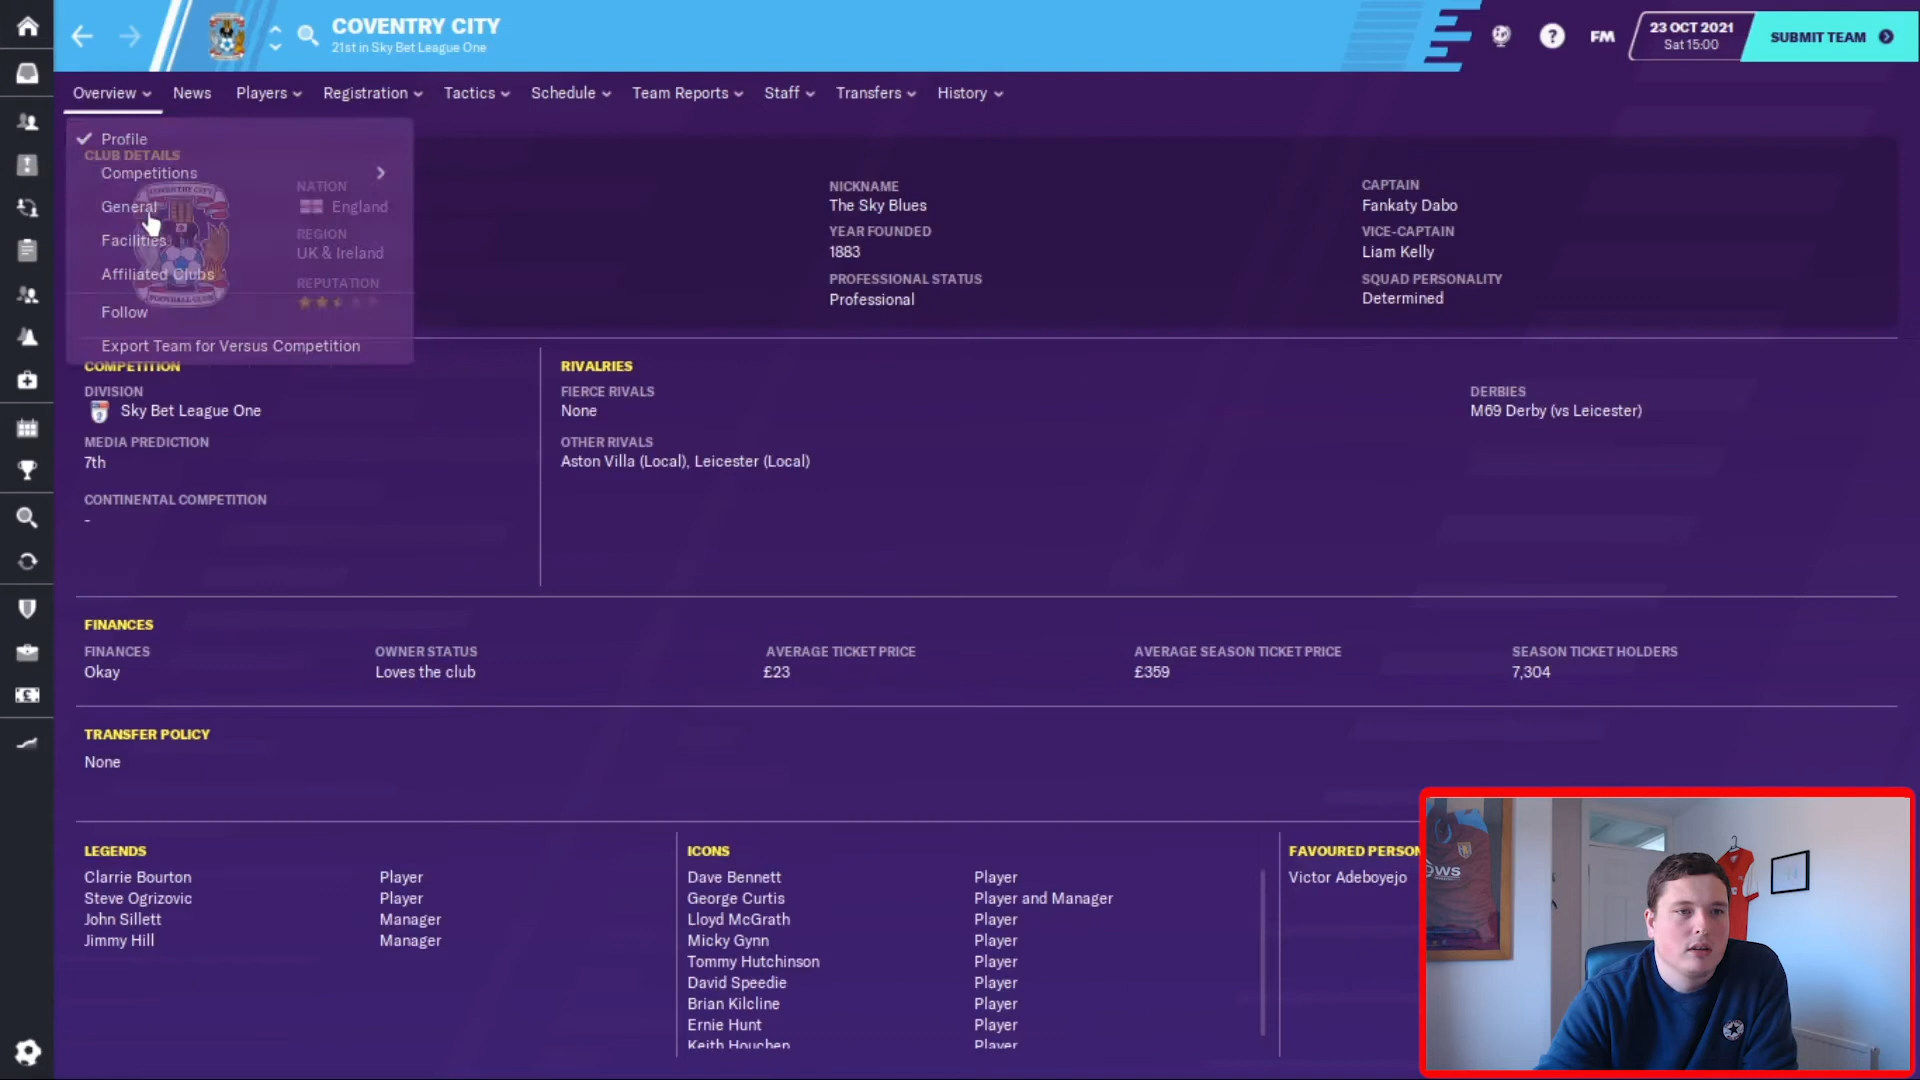 COVENTRY CITY
21st in Sky Bet League One
FM
23 OCT 2021
Sat 15:00
SUBMIT TEAM
Overview
News
Players
Registration
Tactics
Schedule
Team Reports
Staff
Transfers
History
Profile
Competitions
General
Facilities
Affiliated Clubs
Follow
Export Team for Versus Competition
CLUB DETAILS
NATION
England
REGION
UK & Ireland
REPUTATION
NICKNAME
The Sky Blues
YEAR FOUNDED
1883
PROFESSIONAL STATUS
Professional
CAPTAIN
Fankaty Dabo
VICE-CAPTAIN
Liam Kelly
SQUAD PERSONALITY
Determined
COMPETITION
DIVISION
Sky Bet League One
MEDIA PREDICTION
7th
CONTINENTAL COMPETITION
-
RIVALRIES
FIERCE RIVALS
None
OTHER RIVALS
Aston Villa (Local), Leicester (Local)
DERBIES
M69 Derby (vs Leicester)
FINANCES
FINANCES
Okay
OWNER STATUS
Loves the club
AVERAGE TICKET PRICE
£23
AVERAGE SEASON TICKET PRICE
£359
SEASON TICKET HOLDERS
7,304
TRANSFER POLICY
None
LEGENDS
Clarrie Bourton Player
Steve Ogrizovic Player
John Sillett Manager
Jimmy Hill Manager
ICONS
Dave Bennett Player
George Curtis Player and Manager
Lloyd McGrath Player
Micky Gynn Player
Tommy Hutchinson Player
David Speedie Player
Brian Kilcline Player
Ernie Hunt Player
Keith Houchen Player
FAVOURED PERSON
Victor Adeboyejo